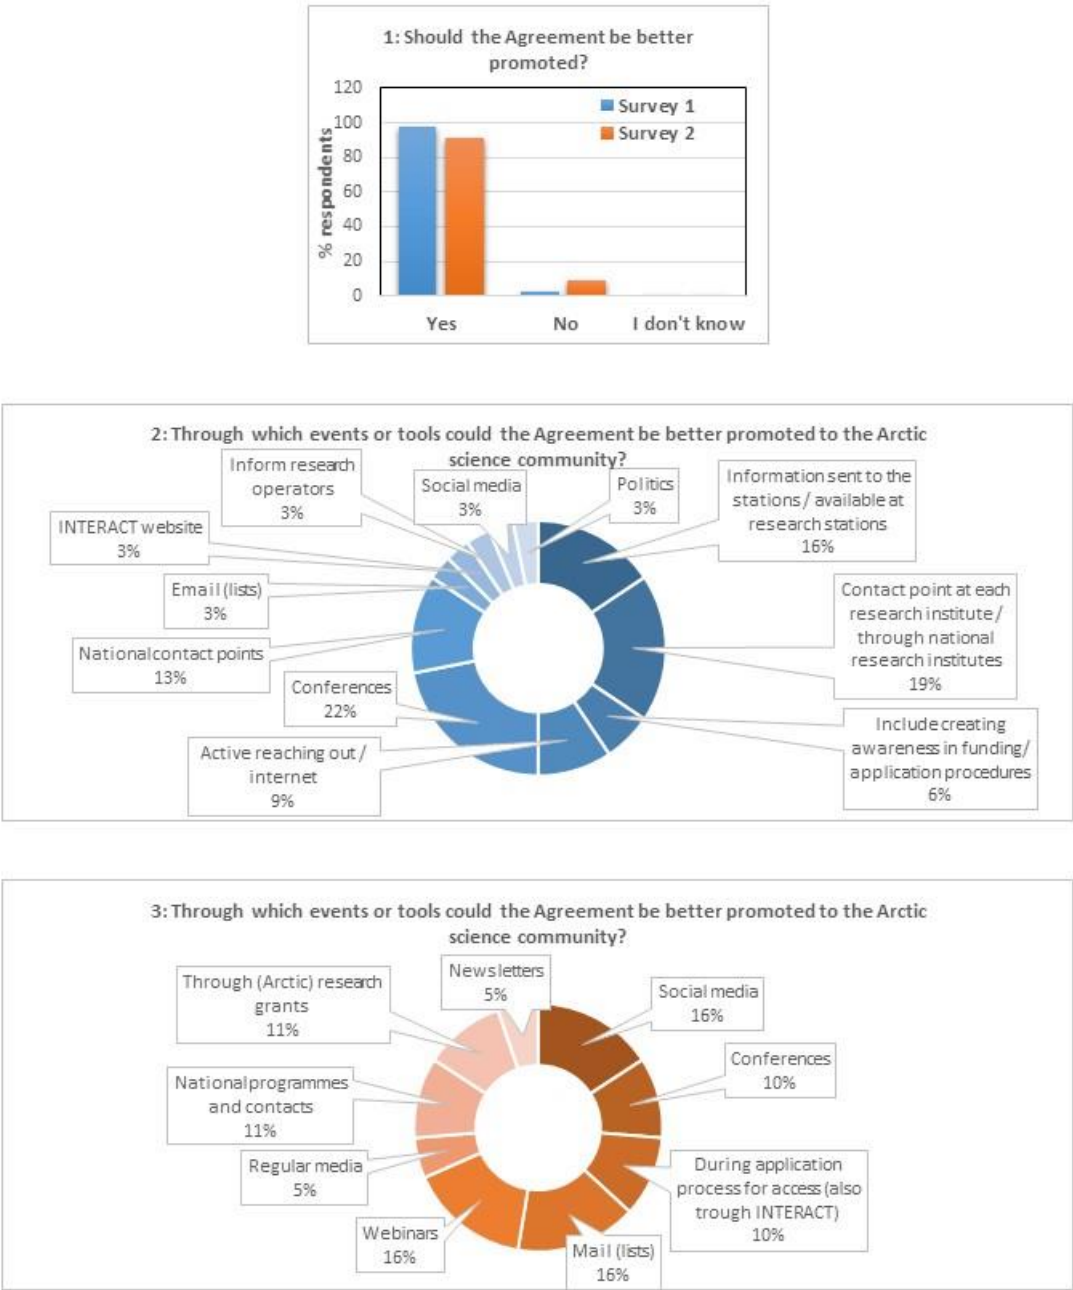 1: Should the Agreement be better
promoted?
120
100
80
60
40
20
0
% respondents
Survey 1
Survey 2
Yes
No
I don't know
2: Through which events or tools could the Agreement be better promoted to the Arctic
science community?
Inform research
operators
3%
Social media
3%
Politics
3%
Information sent to the
stations / available at
research stations
16%
INTERACT website
3%
Email (lists)
3%
Contact point at each
research institute /
through national
research institutes
19%
National contact points
13%
Conferences
22%
Active reaching out /
internet
9%
Include creating
awareness in funding/
application procedures
6%
3: Through which events or tools could the Agreement be better promoted to the Arctic
science community?
Newsletters
5%
Through (Arctic) research
grants
11%
Social media
16%
Conferences
10%
National programmes
and contacts
11%
Regular media
5%
During application
process for access (also
trough INTERACT)
10%
Webinars
16%
Mail (lists)
16%